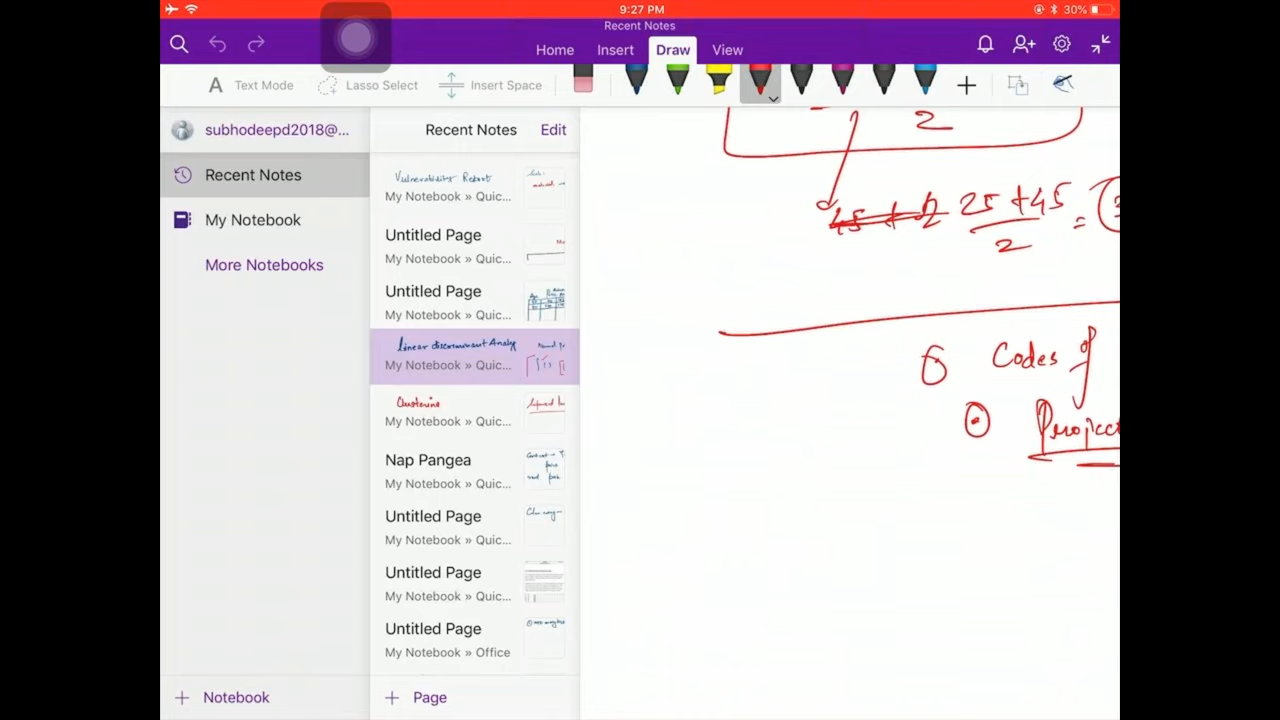 9:27 PM
30%
Recent Notes
Home Insert Draw View
Text Mode Lasso Select Insert Space
subhodeepd2018@...
Recent Notes
My Notebook
More Notebooks
Notebook
Recent Notes Edit
Vulnerability Report
My Notebook » Quic...
Untitled Page
My Notebook » Quic...
Untitled Page
My Notebook » Quic...
Linear discriminant Analy
My Notebook » Quic...
Clustering
My Notebook » Quic...
Nap Pangea
My Notebook » Quic...
Untitled Page
My Notebook » Quic...
Untitled Page
My Notebook » Quic...
Untitled Page
My Notebook » Office
Page
2
25 + 45
=
2
Codes of
Project